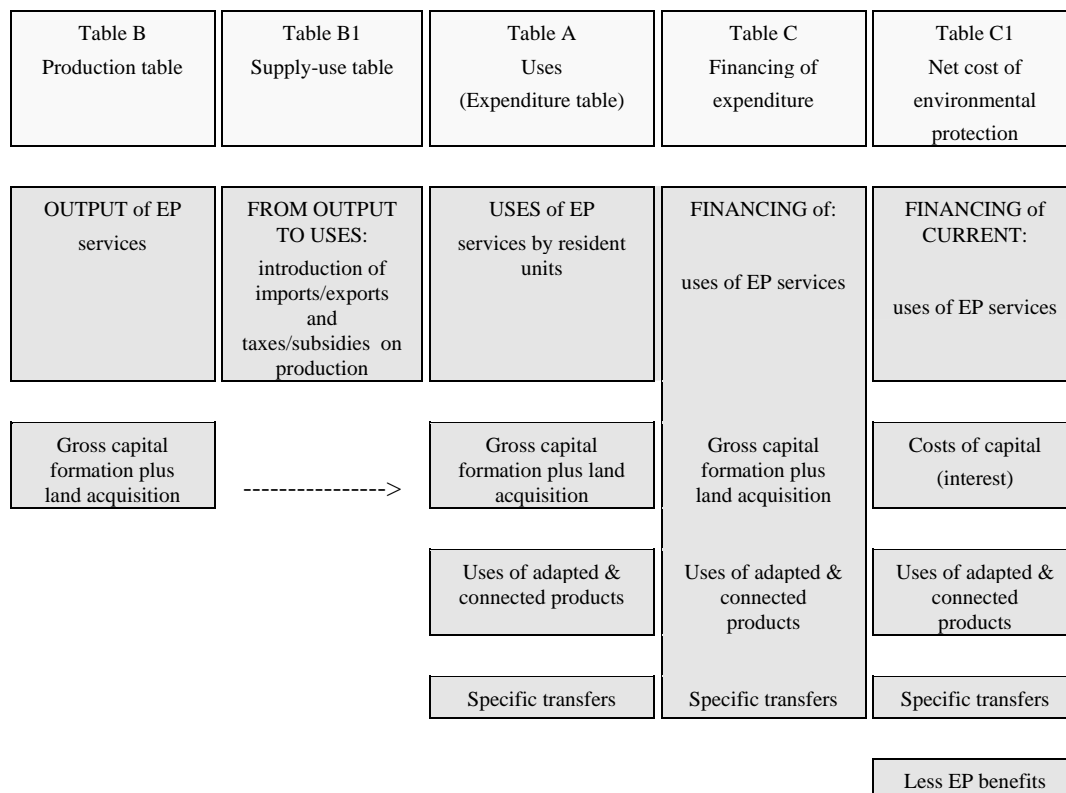 Table B
Production table
Table B1
Supply-use table
Table A
Uses
(Expenditure table)
Table C
Financing of
expenditure
Table C1
Net cost of
environmental
protection
OUTPUT of EP
services
FROM OUTPUT
TO USES:
introduction of
imports/exports
and
taxes/subsidies on
production
USES of EP
services by resident
units
FINANCING of:
uses of EP services
FINANCING of
CURRENT:
uses of EP services
Gross capital
formation plus
land acquisition
--------------->
Gross capital
formation plus land
acquisition
Gross capital
formation plus
land acquisition
Costs of capital
(interest)
Uses of adapted &
connected products
Uses of adapted &
connected
products
Uses of adapted &
connected
products
Specific transfers
Specific transfers
Specific transfers
Less EP benefits